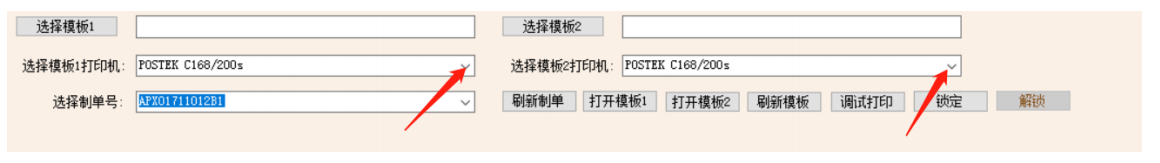 选择模板1 选择模板2
选择模板1打印机: POSTEK C168/200s 选择模板2打印机: POSTEK C168/200s
选择制单号: APX01711012B1 刷新制单 打开模板1 打开模板2 刷新模板 调试打印 锁定 解锁